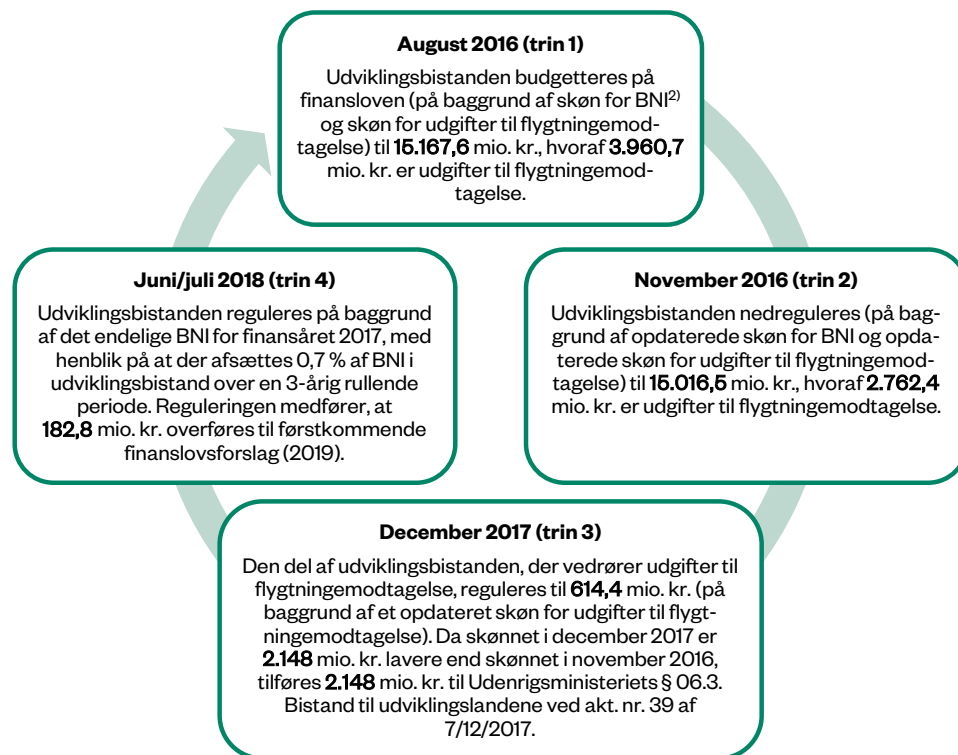 August 2016 (trin 1)
Udviklingsbistanden budgetteres på
finansloven (på baggrund af skøn for BNI2)
og skøn for udgifter til flygtningemod-
tagelse) til 15.167,6 mio. kr., hvoraf 3.960,7
mio. kr. er udgifter til flygtningemod-
tagelse.
November 2016 (trin 2)
Udviklingsbistanden nedreguleres (på bag-
grund af opdaterede skøn for BNI og opda-
terede skøn for udgifter til flygtningemod-
tagelse) til 15.016,5 mio. kr., hvoraf 2.762,4
mio. kr. er udgifter til flygtningemodtagelse.
December 2017 (trin 3)
Den del af udviklingsbistanden, der vedrører udgifter til
flygtningemodtagelse, reguleres til 614,4 mio. kr. (på
baggrund af et opdateret skøn for udgifter til flygt-
ningemodtagelse). Da skønnet i december 2017 er
2.148 mio. kr. lavere end skønnet i november 2016,
tilføres 2.148 mio. kr. til Udenrigsministeriets § 06.3.
Bistand til udviklingslandene ved akt. nr. 39 af
7/12/2017.
Juni/juli 2018 (trin 4)
Udviklingsbistanden reguleres på baggrund
af det endelige BNI for finansåret 2017, med
henblik på at der afsættes 0,7 % af BNI i
udviklingsbistand over en 3-årig rullende
periode. Reguleringen medfører, at
182,8 mio. kr. overføres til førstkommende
finanslovsforslag (2019).